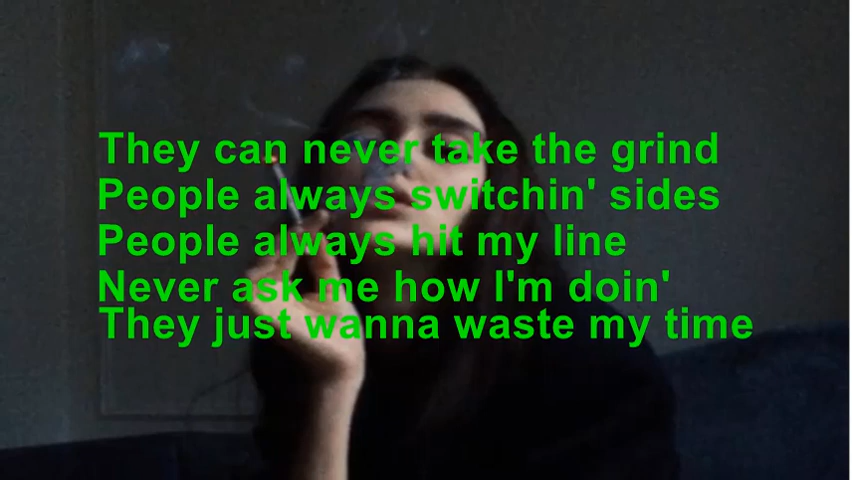 They can never take the grind
People always switchin' sides
People always hit my line
Never ask me how I'm doin'
They just wanna waste my time